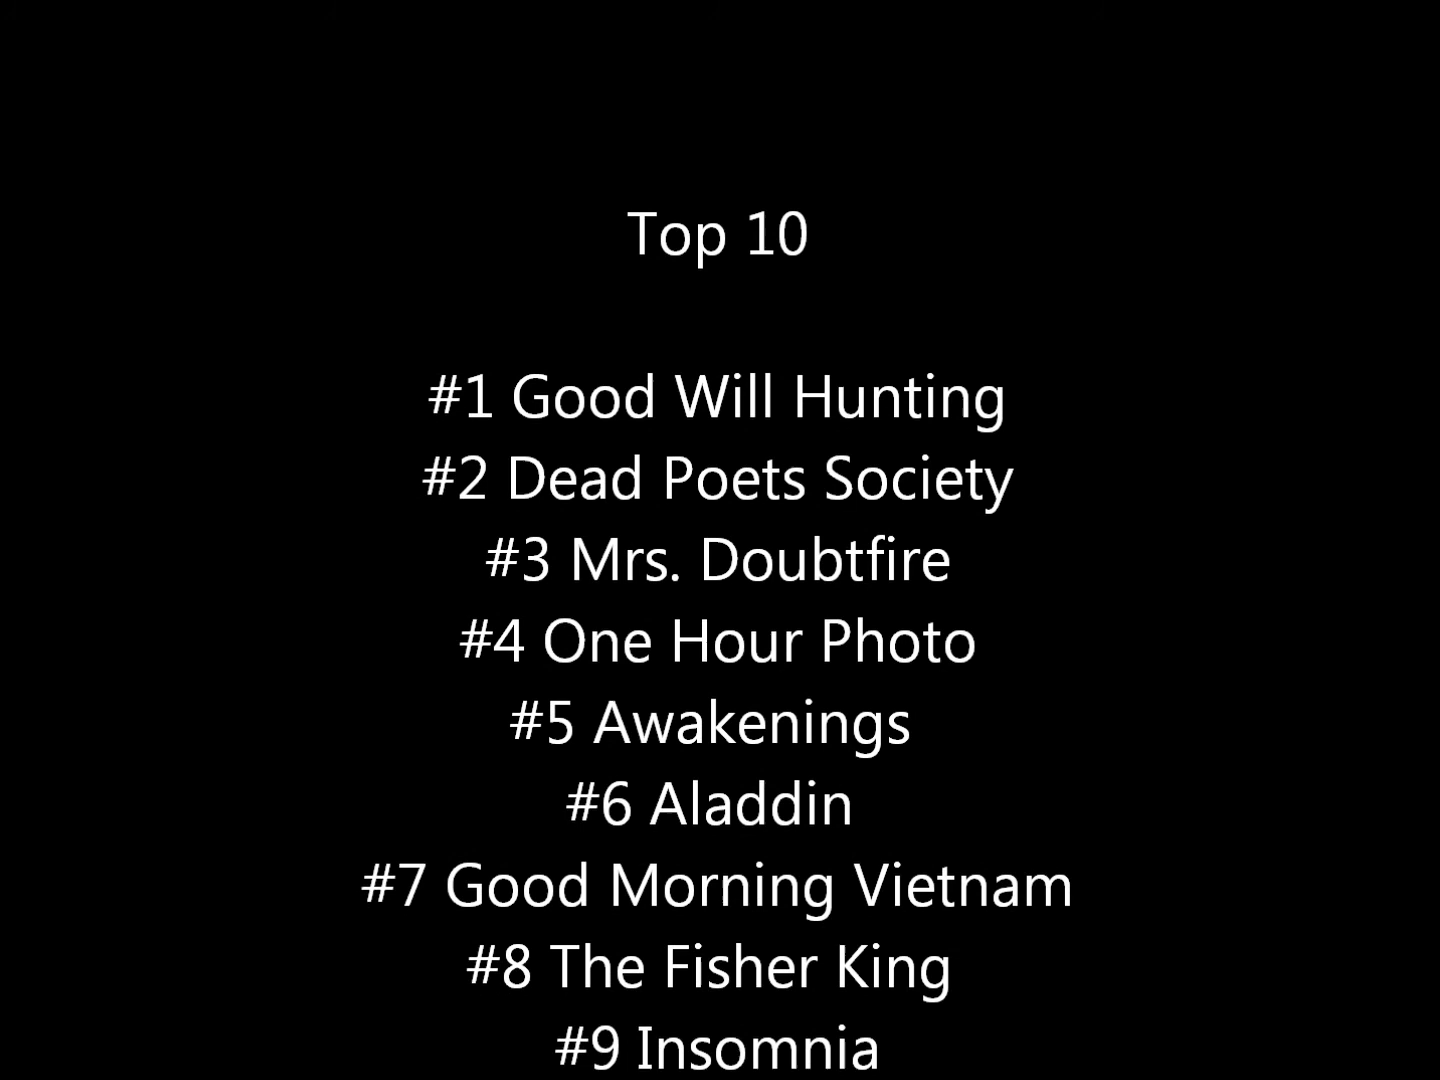 Top 10
#1 Good Will Hunting
#2 Dead Poets Society
#3 Mrs. Doubtfire
#4 One Hour Photo
#5 Awakenings
#6 Aladdin
#7 Good Morning Vietnam
#8 The Fisher King
#9 Insomnia